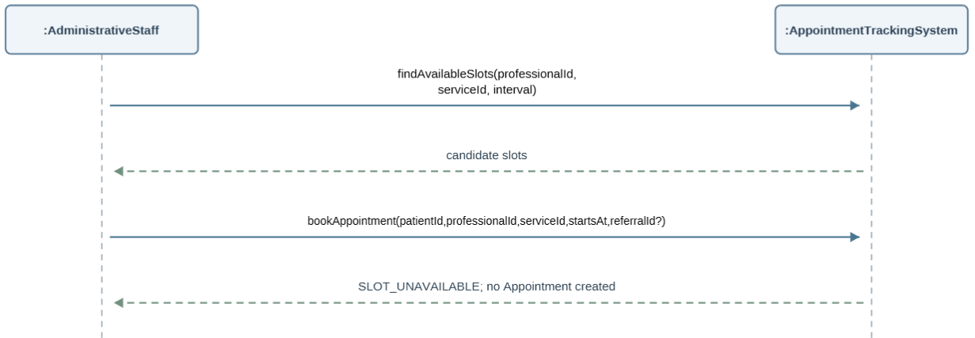 :AdministrativeStaff
:AppointmentTrackingSystem
findAvailableSlots(professionalId,
serviceId, interval)
candidate slots
bookAppointment(patientId,professionalId,serviceId,startsAt,referralId?)
SLOT_UNAVAILABLE; no Appointment created